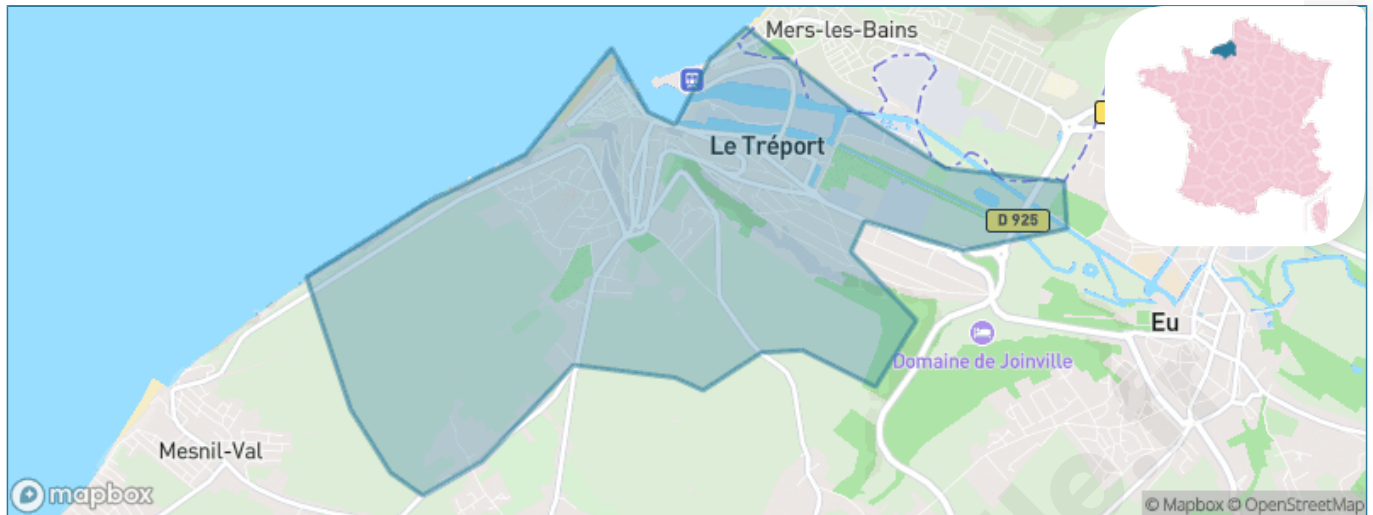 Mers-les-Bains
Le Tréport
D 925
Eu
Domaine de Joinville
Mesnil-Val
mapbox
© Mapbox © OpenStreetMap